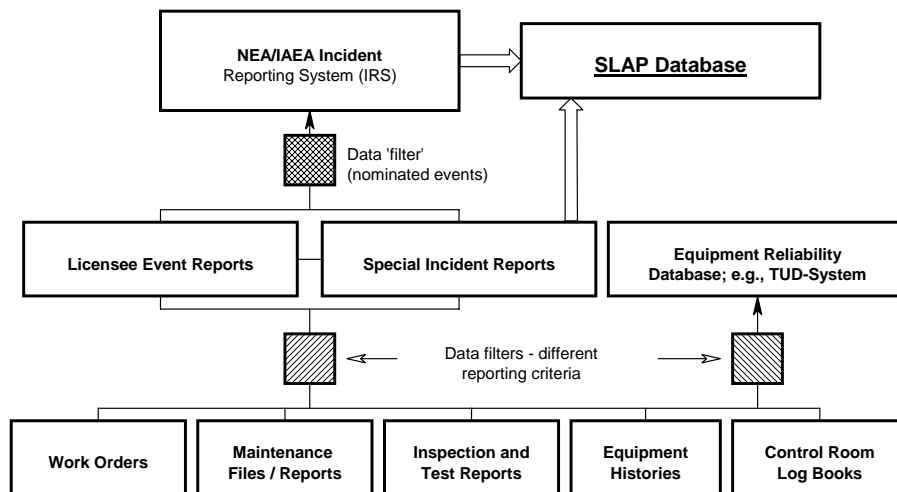 NEA/IAEA Incident
Reporting System (IRS)
SLAP Database
Data 'filter'
(nominated events)
Licensee Event Reports
Special Incident Reports
Equipment Reliability
Database; e.g., TUD-System
Data filters - different
reporting criteria
Work Orders
Maintenance
Files / Reports
Inspection and
Test Reports
Equipment
Histories
Control Room
Log Books